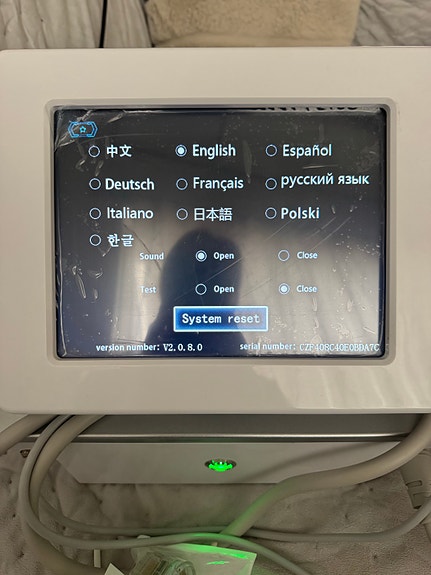 中文 English Español
Deutsch Français русский язык
Italiano 日本語 Polski
한글
Sound Open Close
Test Open Close
System reset
version number: V2.0.8.0 serial number: CZF408C40E0BDA7C